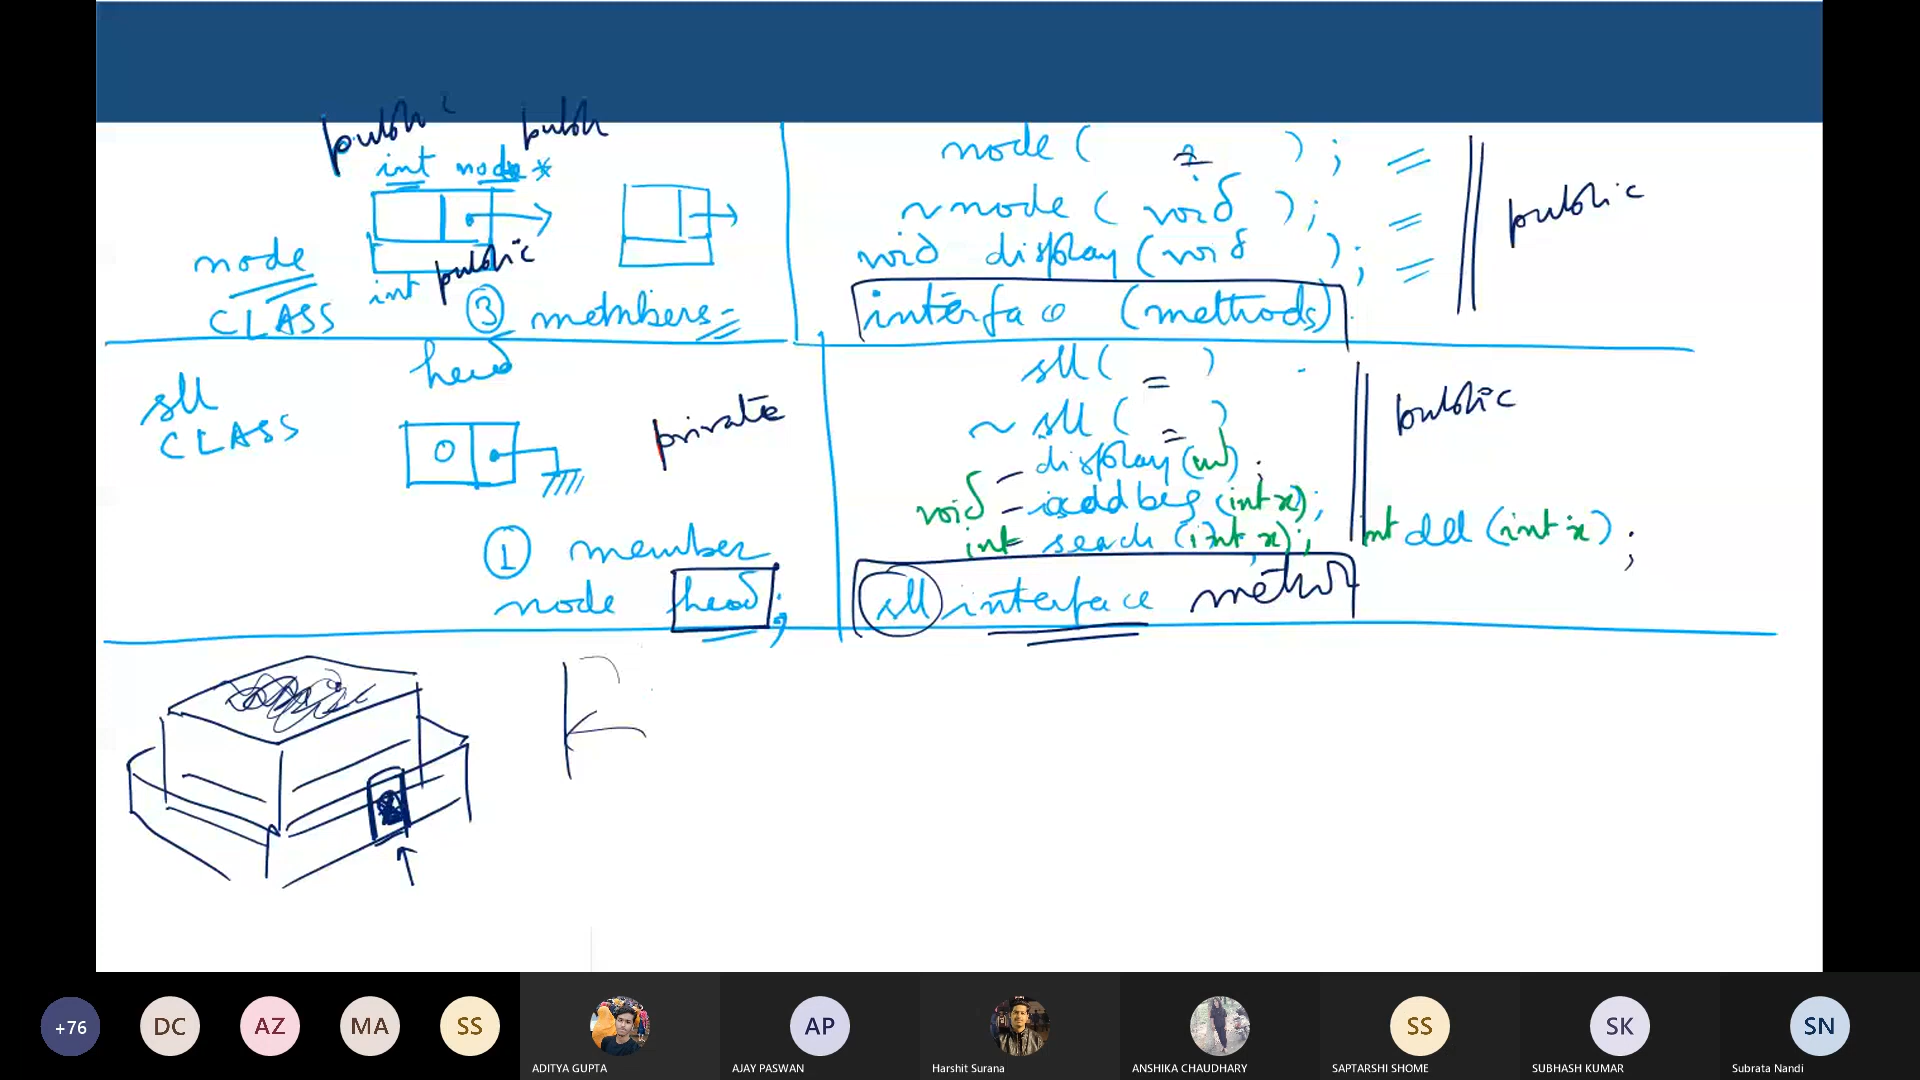 public
int node *
node
CLASS
int public
③ members
node ( ) ;
~node ( void ) ;
void display (void ) ;
public
interface (methods)
sll
CLASS
head
0
private
① member
node head ;
sll ( )
~ sll ( )
display ( ) ;
void addbeg (int x) ;
int search (int x) ;
public
int del (int x) ;
sll interface method
+76
DC
AZ
MA
SS
ADITYA GUPTA
AP
AJAY PASWAN
Harshit Surana
ANSHIKA CHAUDHARY
SS
SAPTARSHI SHOME
SK
SUBHASH KUMAR
SN
Subrata Nandi